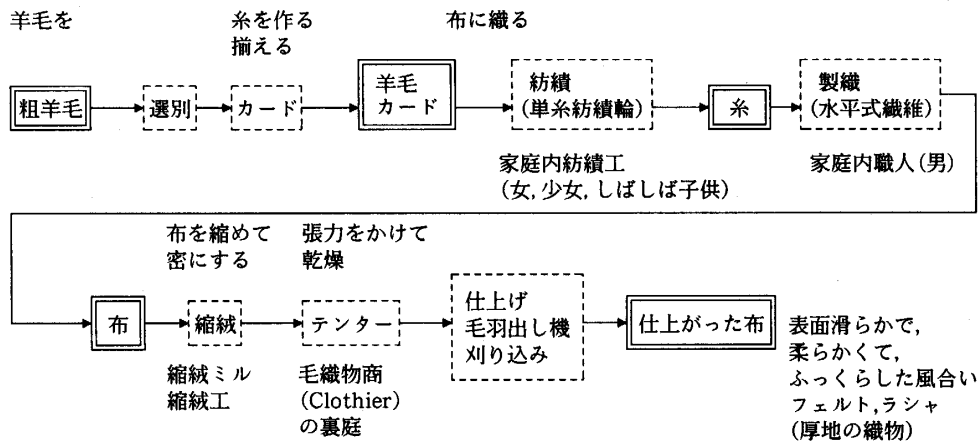 羊毛を
糸を作る
揃える
布に織る
粗羊毛
選別
カード
羊毛
カード
紡績
(単糸紡績輪)
糸
製織
(水平式繊維)
家庭内紡績工
(女, 少女, しばしば子供)
家庭内職人(男)
布を縮めて
密にする
張力をかけて
乾燥
布
縮絨
テンター
仕上げ
毛羽出し機
刈り込み
仕上がった布
表面滑らかで,
柔らかくて,
ふっくらした風合い
フェルト,ラシャ
(厚地の織物)
縮絨ミル
縮絨工
毛織物商
(Clothier)
の裏庭